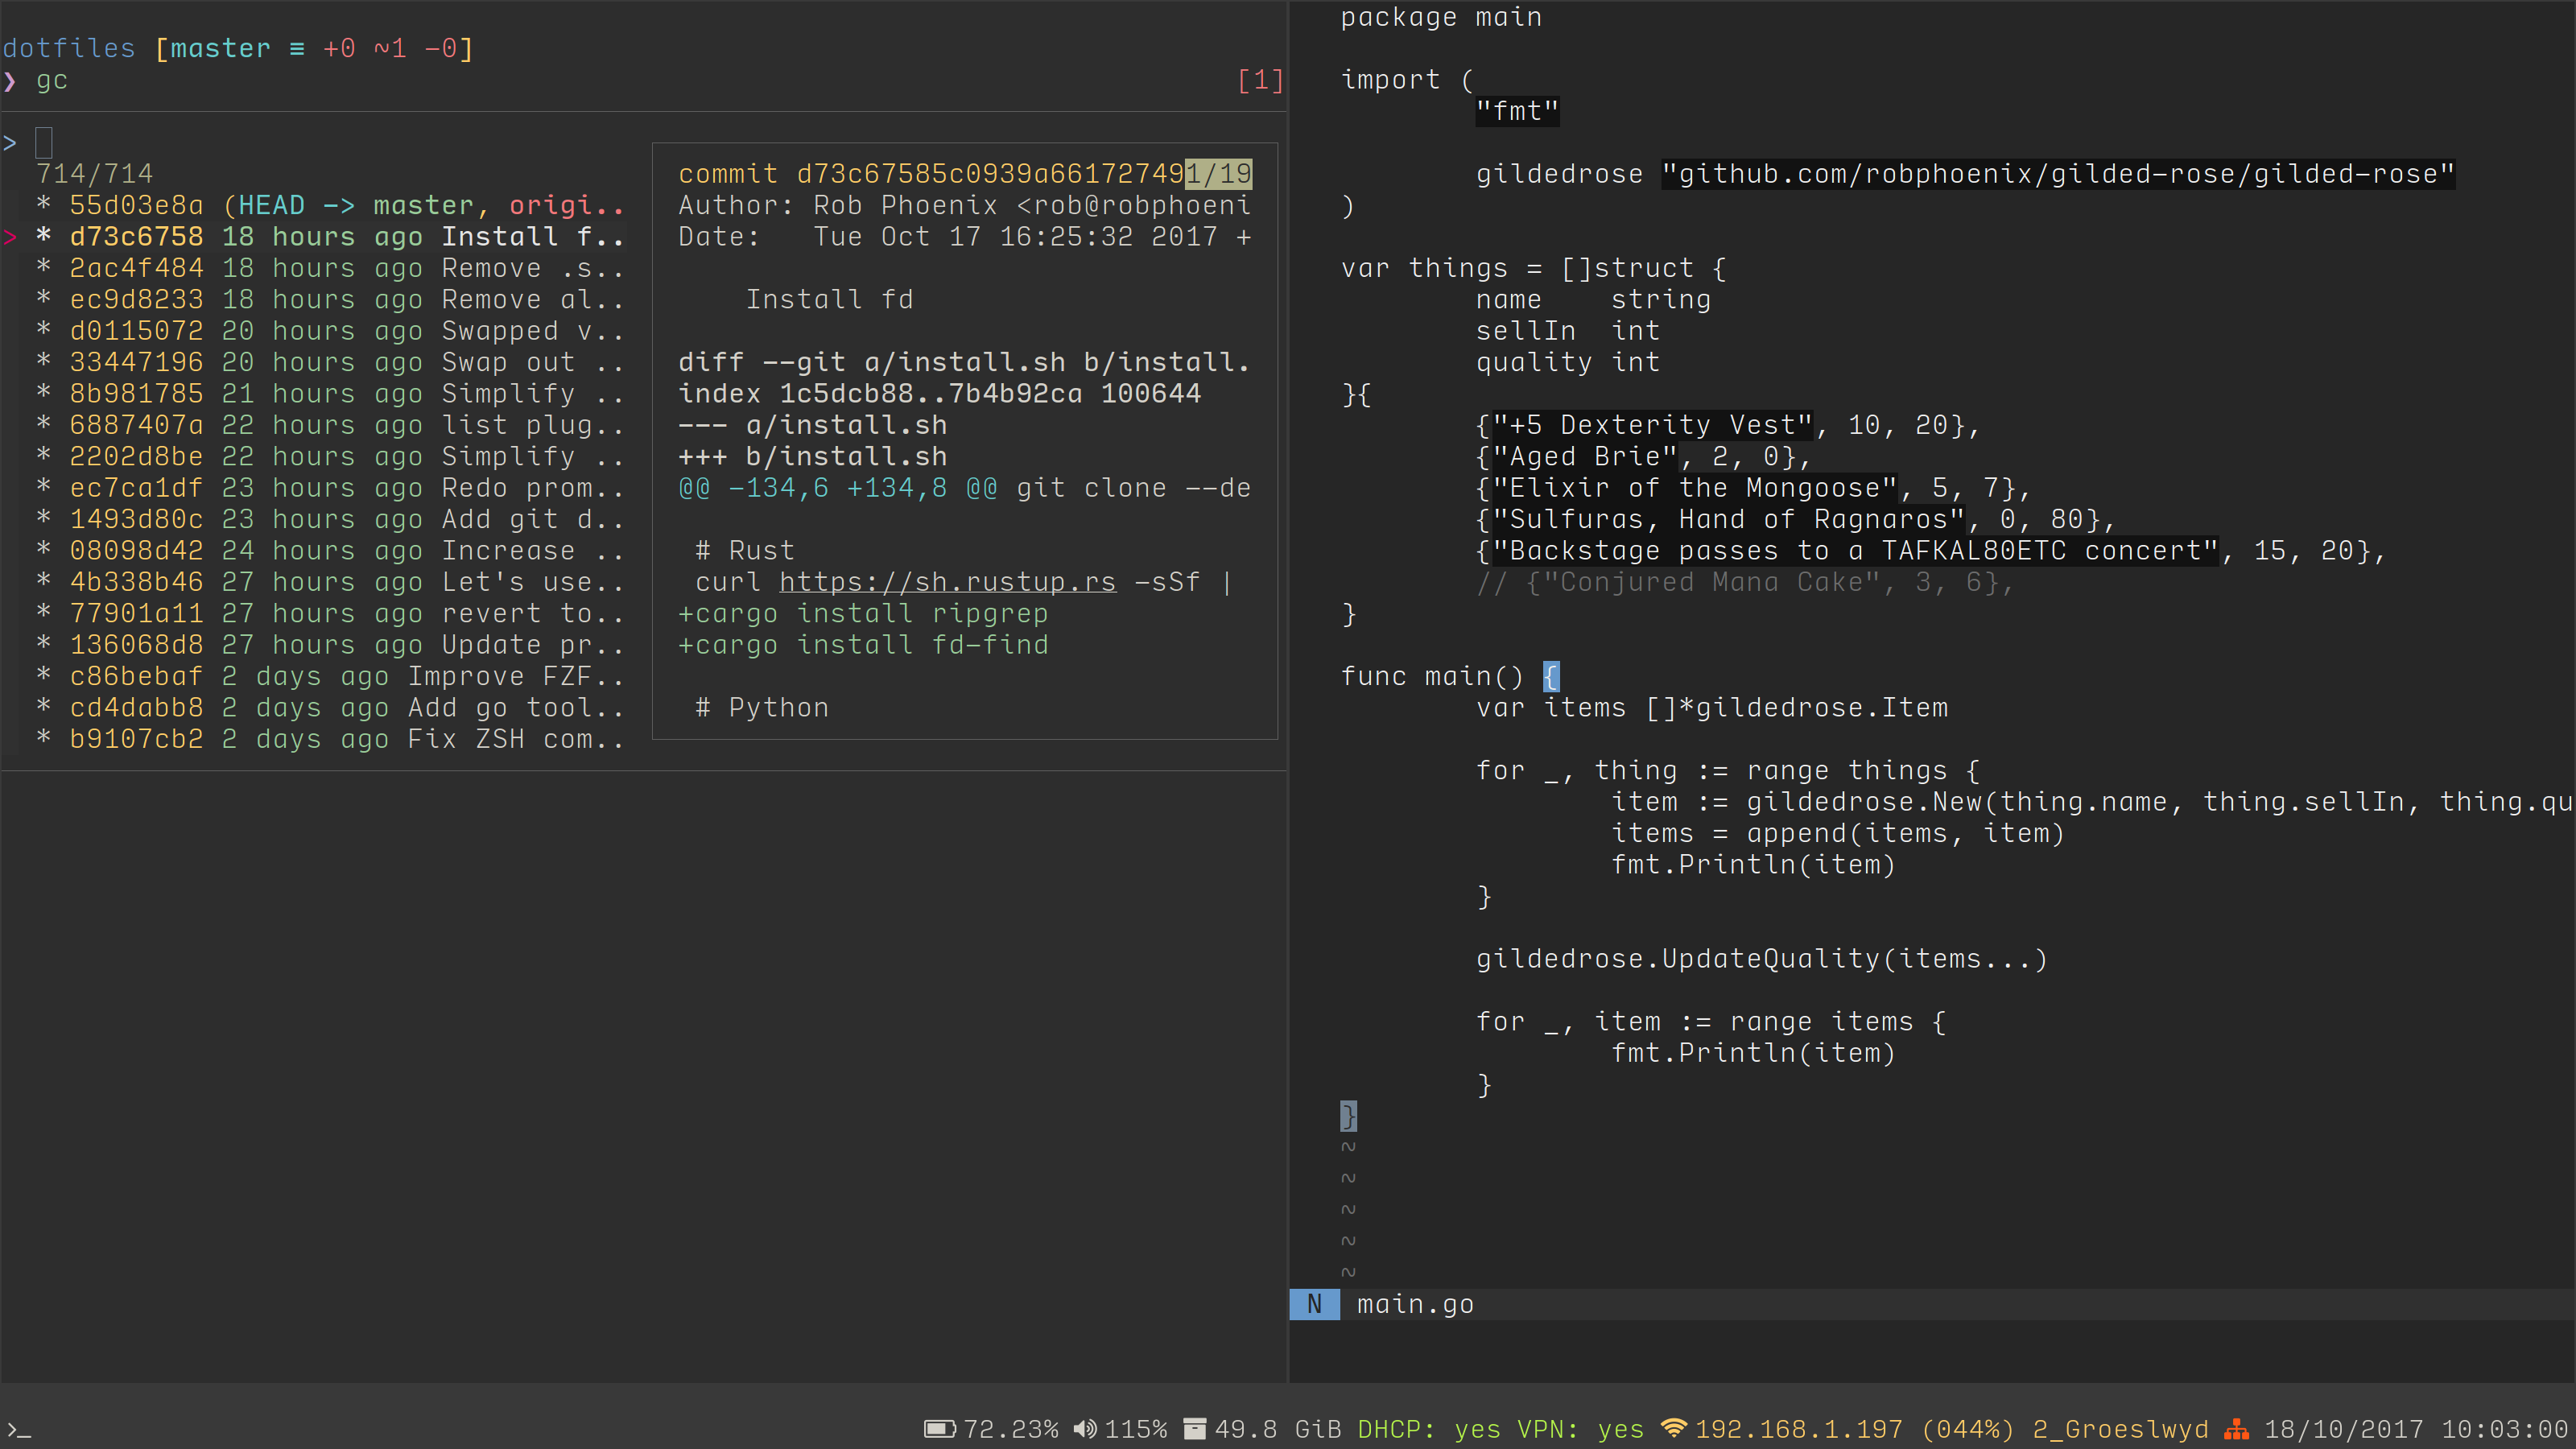 dotfiles [master ≡ +0 ~1 -0]
❯ gc [1]
>
714/714
* 55d03e8a (HEAD -> master, origi..
> * d73c6758 18 hours ago Install f..
* 2ac4f484 18 hours ago Remove .s..
* ec9d8233 18 hours ago Remove al..
* d0115072 20 hours ago Swapped v..
* 33447196 20 hours ago Swap out ..
* 8b981785 21 hours ago Simplify ..
* 6887407a 22 hours ago list plug..
* 2202d8be 22 hours ago Simplify ..
* ec7ca1df 23 hours ago Redo prom..
* 1493d80c 23 hours ago Add git d..
* 08098d42 24 hours ago Increase ..
* 4b338b46 27 hours ago Let's use..
* 77901a11 27 hours ago revert to..
* 136068d8 27 hours ago Update pr..
* c86bebaf 2 days ago Improve FZF..
* cd4dabb8 2 days ago Add go tool..
* b9107cb2 2 days ago Fix ZSH com..
commit d73c67585c0939a661727491/19
Author: Rob Phoenix <rob@robphoeni
Date:   Tue Oct 17 16:25:32 2017 +
Install fd
diff --git a/install.sh b/install.
index 1c5dcb88..7b4b92ca 100644
--- a/install.sh
+++ b/install.sh
@@ -134,6 +134,8 @@ git clone --de
# Rust
curl https://sh.rustup.rs -sSf |
+cargo install ripgrep
+cargo install fd-find
# Python
package main
import (
"fmt"
gildedrose "github.com/robphoenix/gilded-rose/gilded-rose"
)
var things = []struct {
name    string
sellIn  int
quality int
}{
{"+5 Dexterity Vest", 10, 20},
{"Aged Brie", 2, 0},
{"Elixir of the Mongoose", 5, 7},
{"Sulfuras, Hand of Ragnaros", 0, 80},
{"Backstage passes to a TAFKAL80ETC concert", 15, 20},
// {"Conjured Mana Cake", 3, 6},
}
func main() {
var items []*gildedrose.Item
for _, thing := range things {
item := gildedrose.New(thing.name, thing.sellIn, thing.qu
items = append(items, item)
fmt.Println(item)
}
gildedrose.UpdateQuality(items...)
for _, item := range items {
fmt.Println(item)
}
}
~
~
~
~
~
N main.go
>_ 72.23% 115% 49.8 GiB DHCP: yes VPN: yes 192.168.1.197 (044%) 2_Groeslwyd 18/10/2017 10:03:00